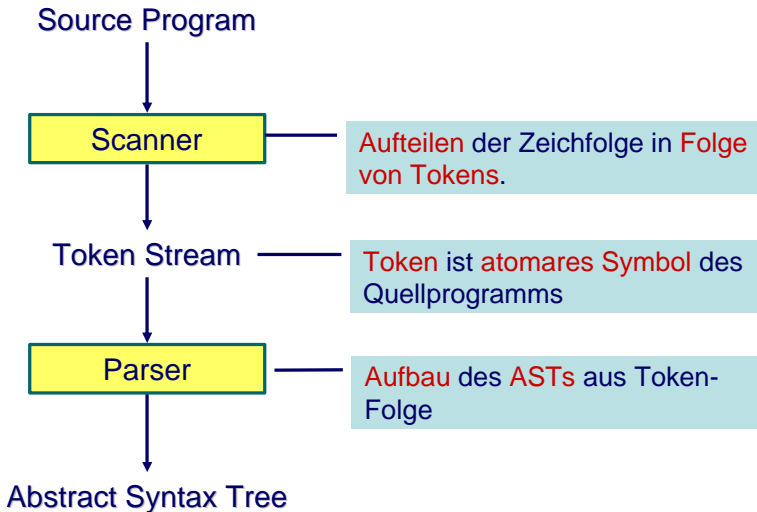 Source Program
Scanner
Aufteilen der Zeichfolge in Folge
von Tokens.
Token Stream
Token ist atomares Symbol des
Quellprogramms
Parser
Aufbau des ASTs aus Token-
Folge
Abstract Syntax Tree